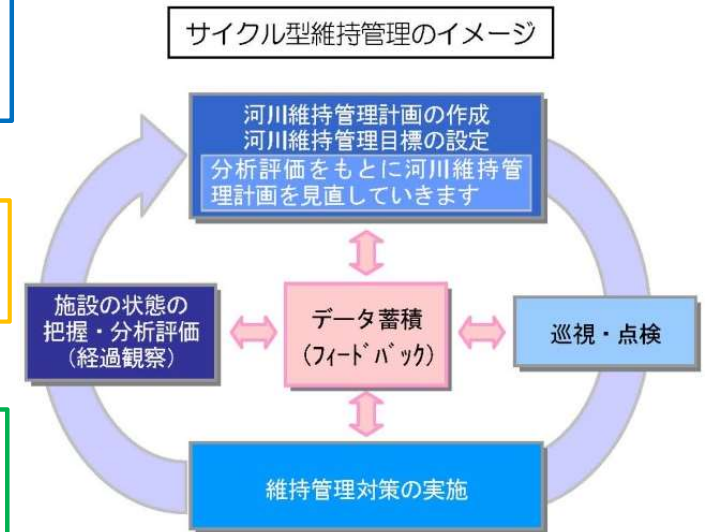 サイクル型維持管理のイメージ
河川維持管理計画の作成
河川維持管理目標の設定
分析評価をもとに河川維持管
理計画を見直していきます
施設の状態の
把握・分析評価
(経過観察)
データ蓄積
(フィードバック)
巡視・点検
維持管理対策の実施